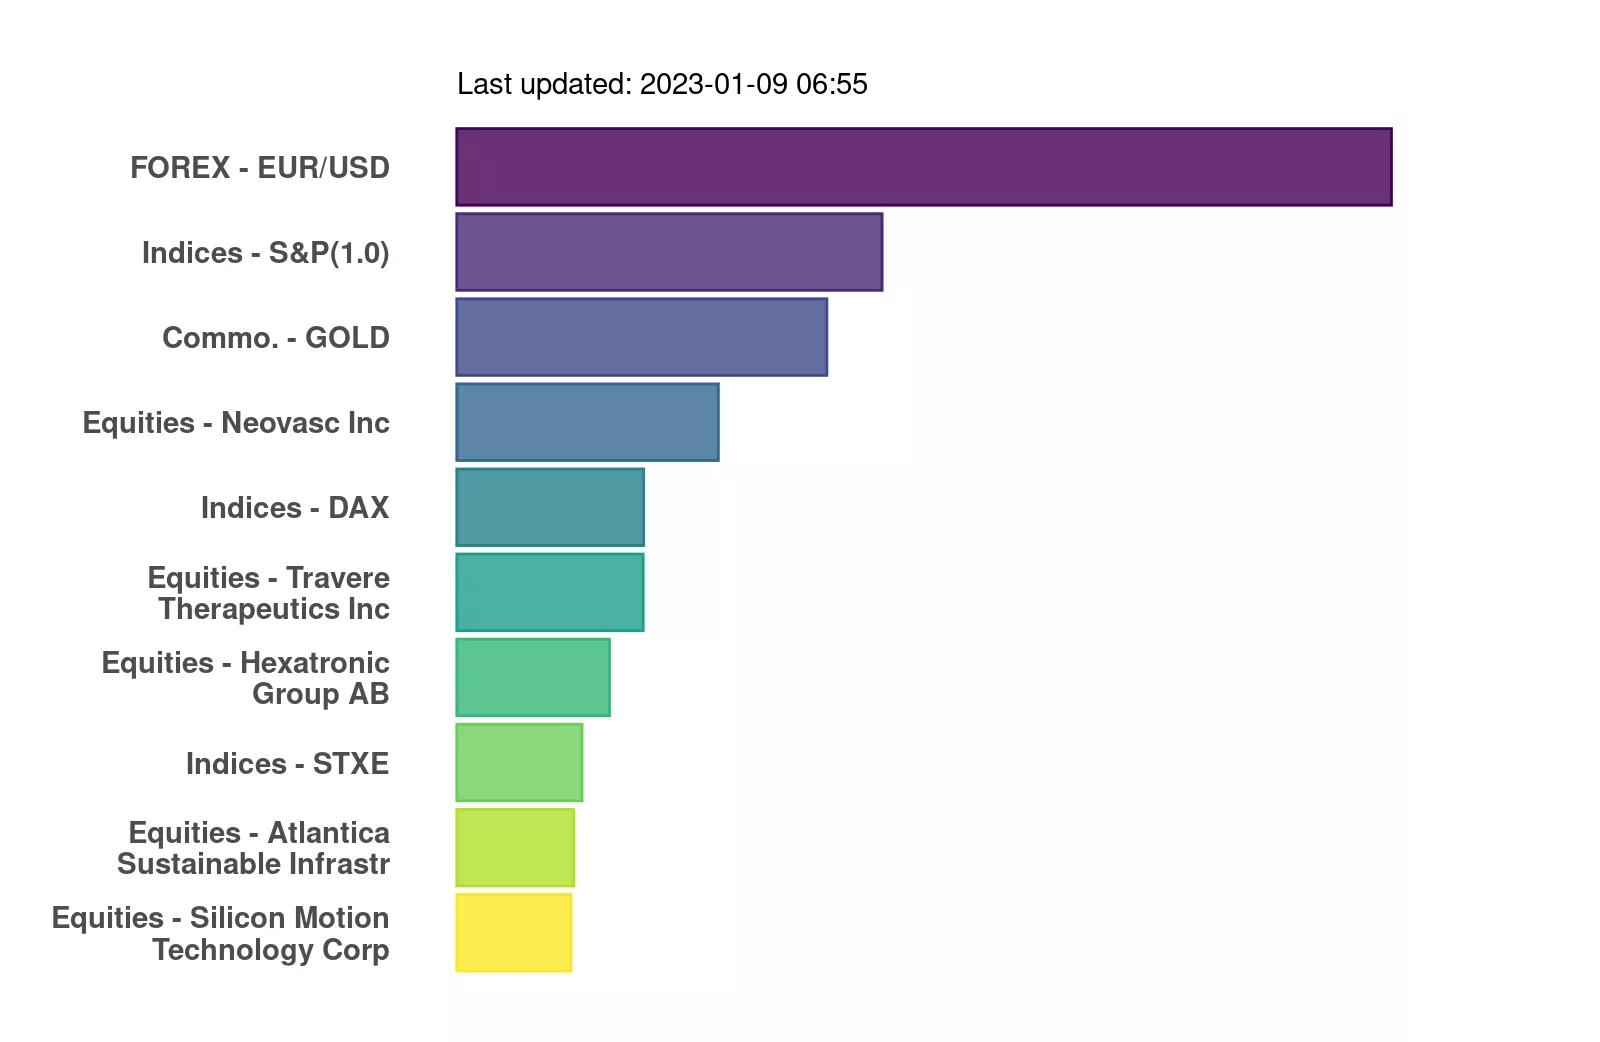 Last updated: 2023-01-09 06:55
FOREX - EUR/USD
Indices - S&P(1.0)
Commo. - GOLD
Equities - Neovasc Inc
Indices - DAX
Equities - Travere
Therapeutics Inc
Equities - Hexatronic
Group AB
Indices - STXE
Equities - Atlantica
Sustainable Infrastr
Equities - Silicon Motion
Technology Corp